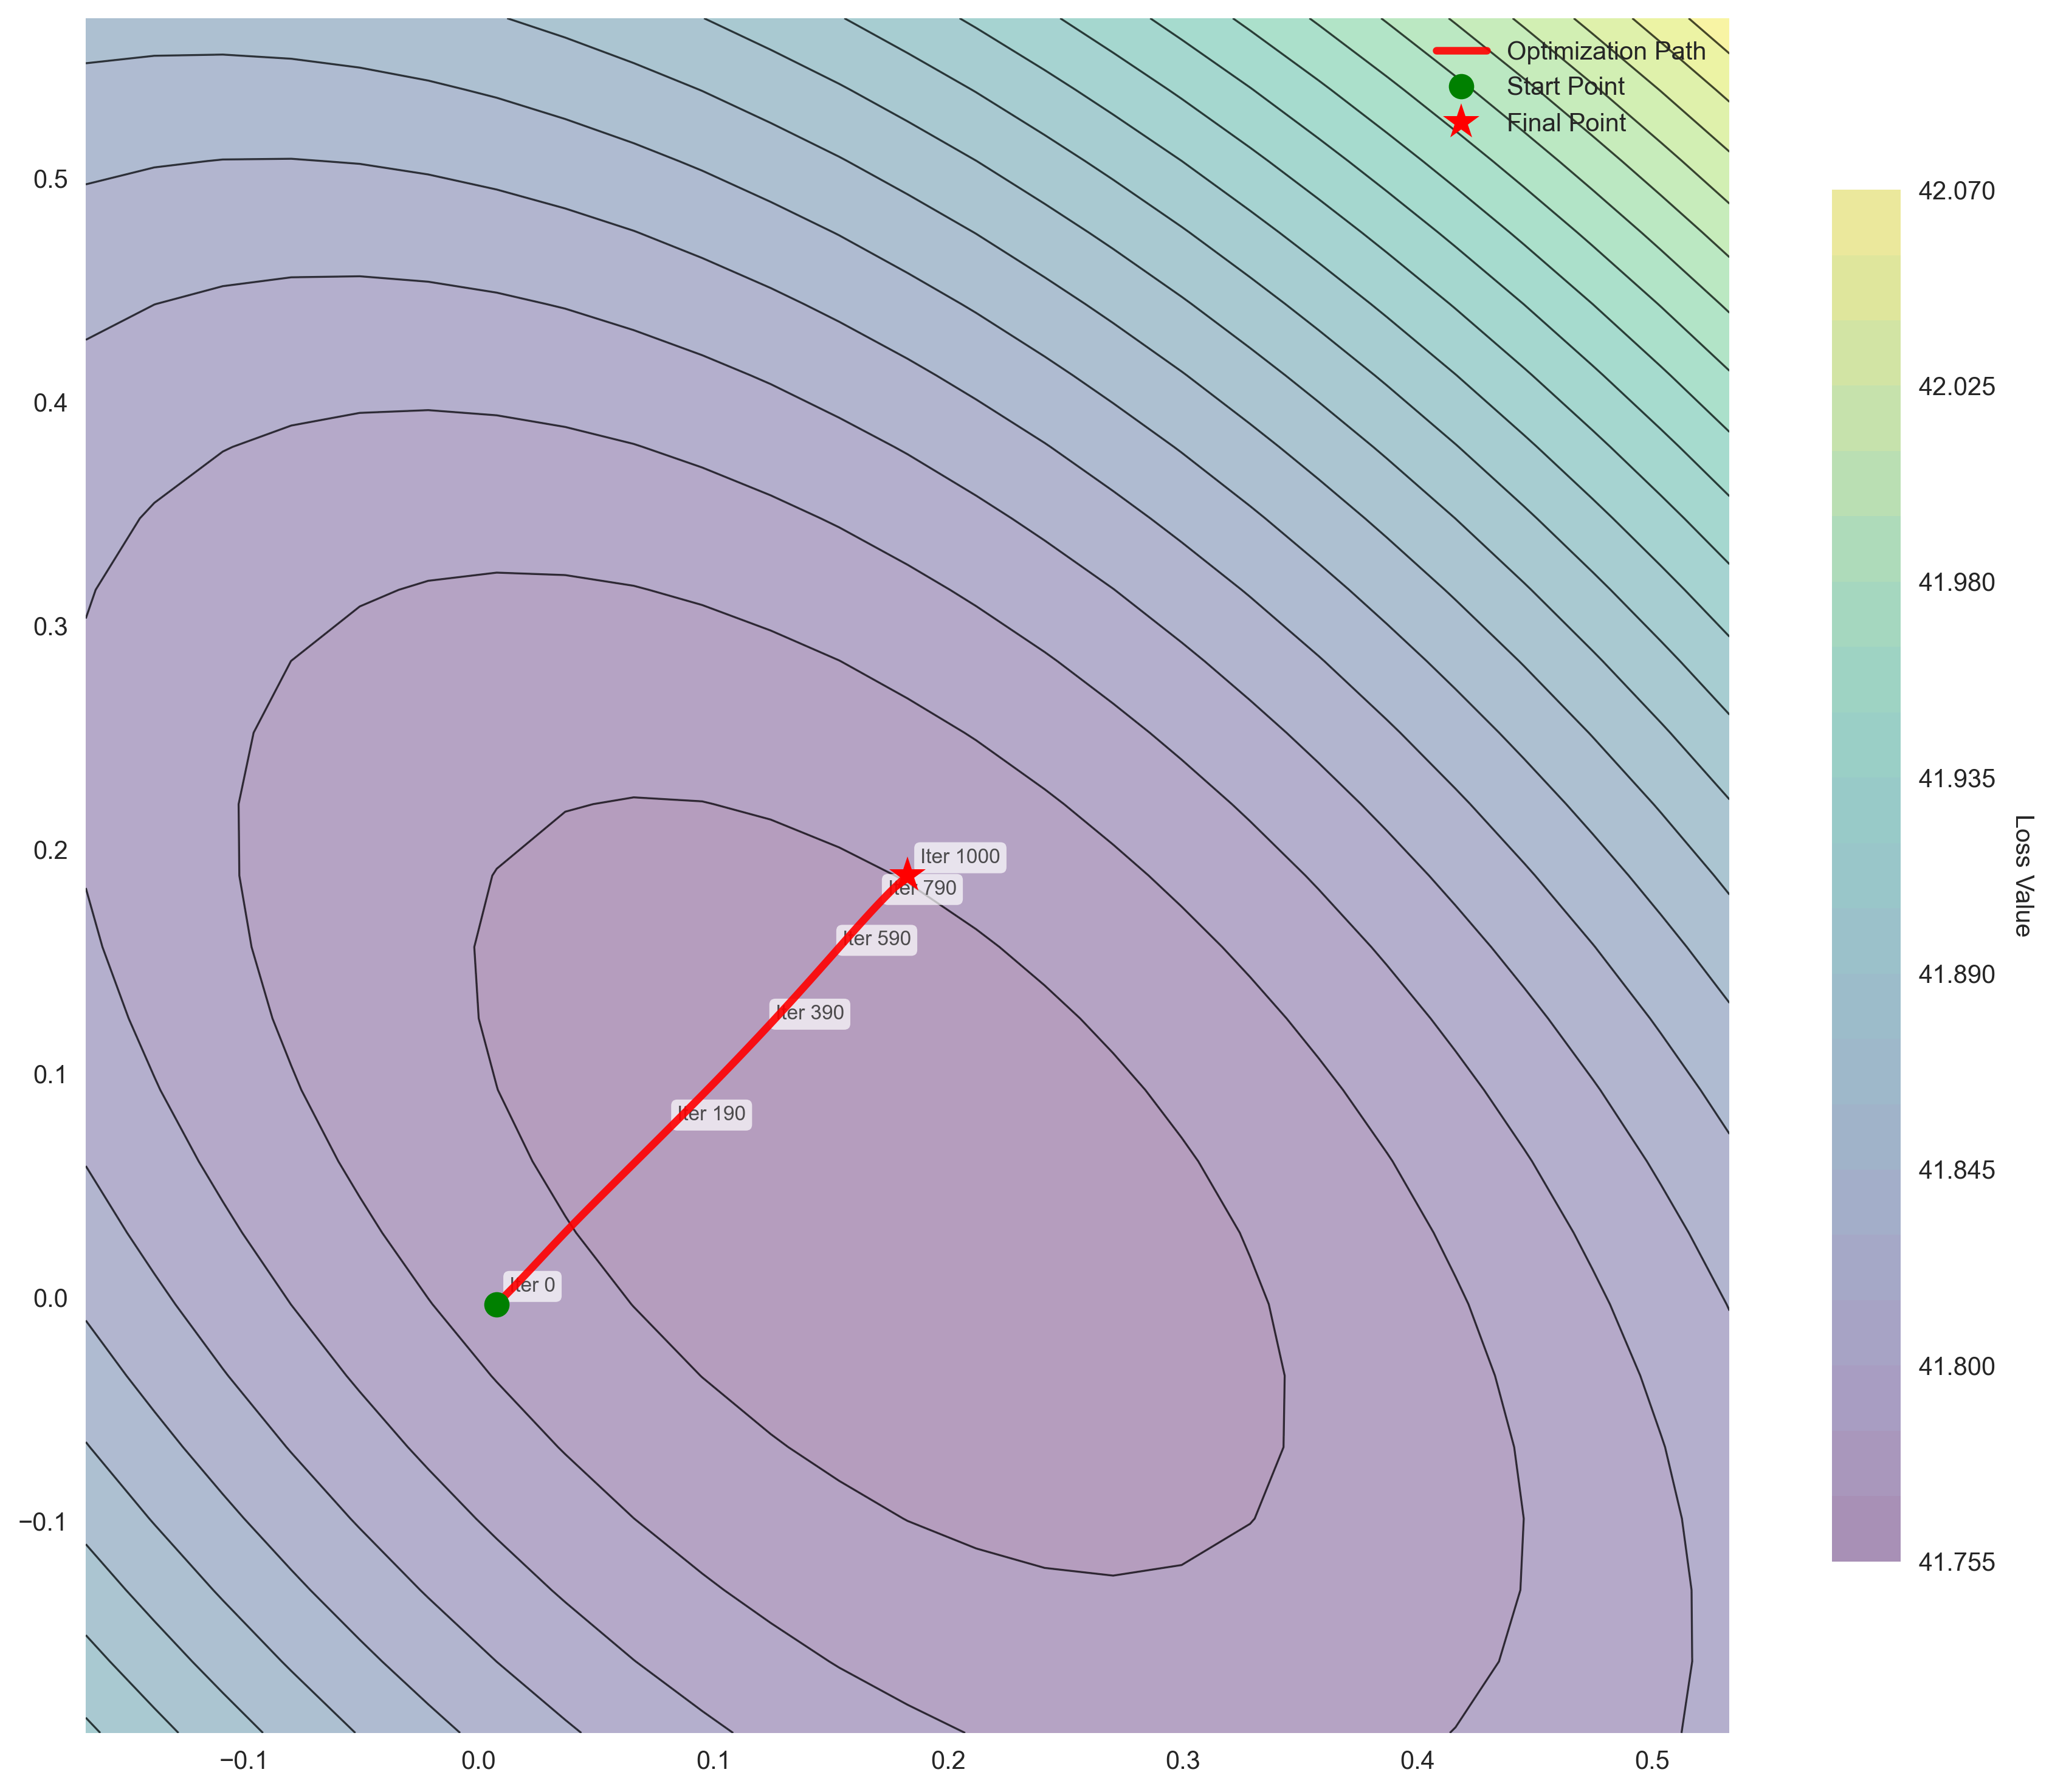 Optimization Path
Start Point
Final Point
0.5
0.4
0.3
0.2
0.1
0.0
−0.1
Iter 1000
Iter 790
Iter 590
Iter 390
Iter 190
Iter 0
−0.1
0.0
0.1
0.2
0.3
0.4
0.5
42.070
42.025
41.980
41.935
41.890
41.845
41.800
41.755
Loss Value